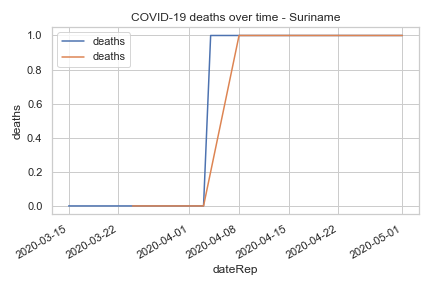 COVID-19 deaths over time - Suriname
deaths
deaths
1.0
0.8
0.6
0.4
0.2
0.0
deaths
2020-03-15
2020-03-22
2020-04-01
2020-04-08
2020-04-15
2020-04-22
2020-05-01
dateRep